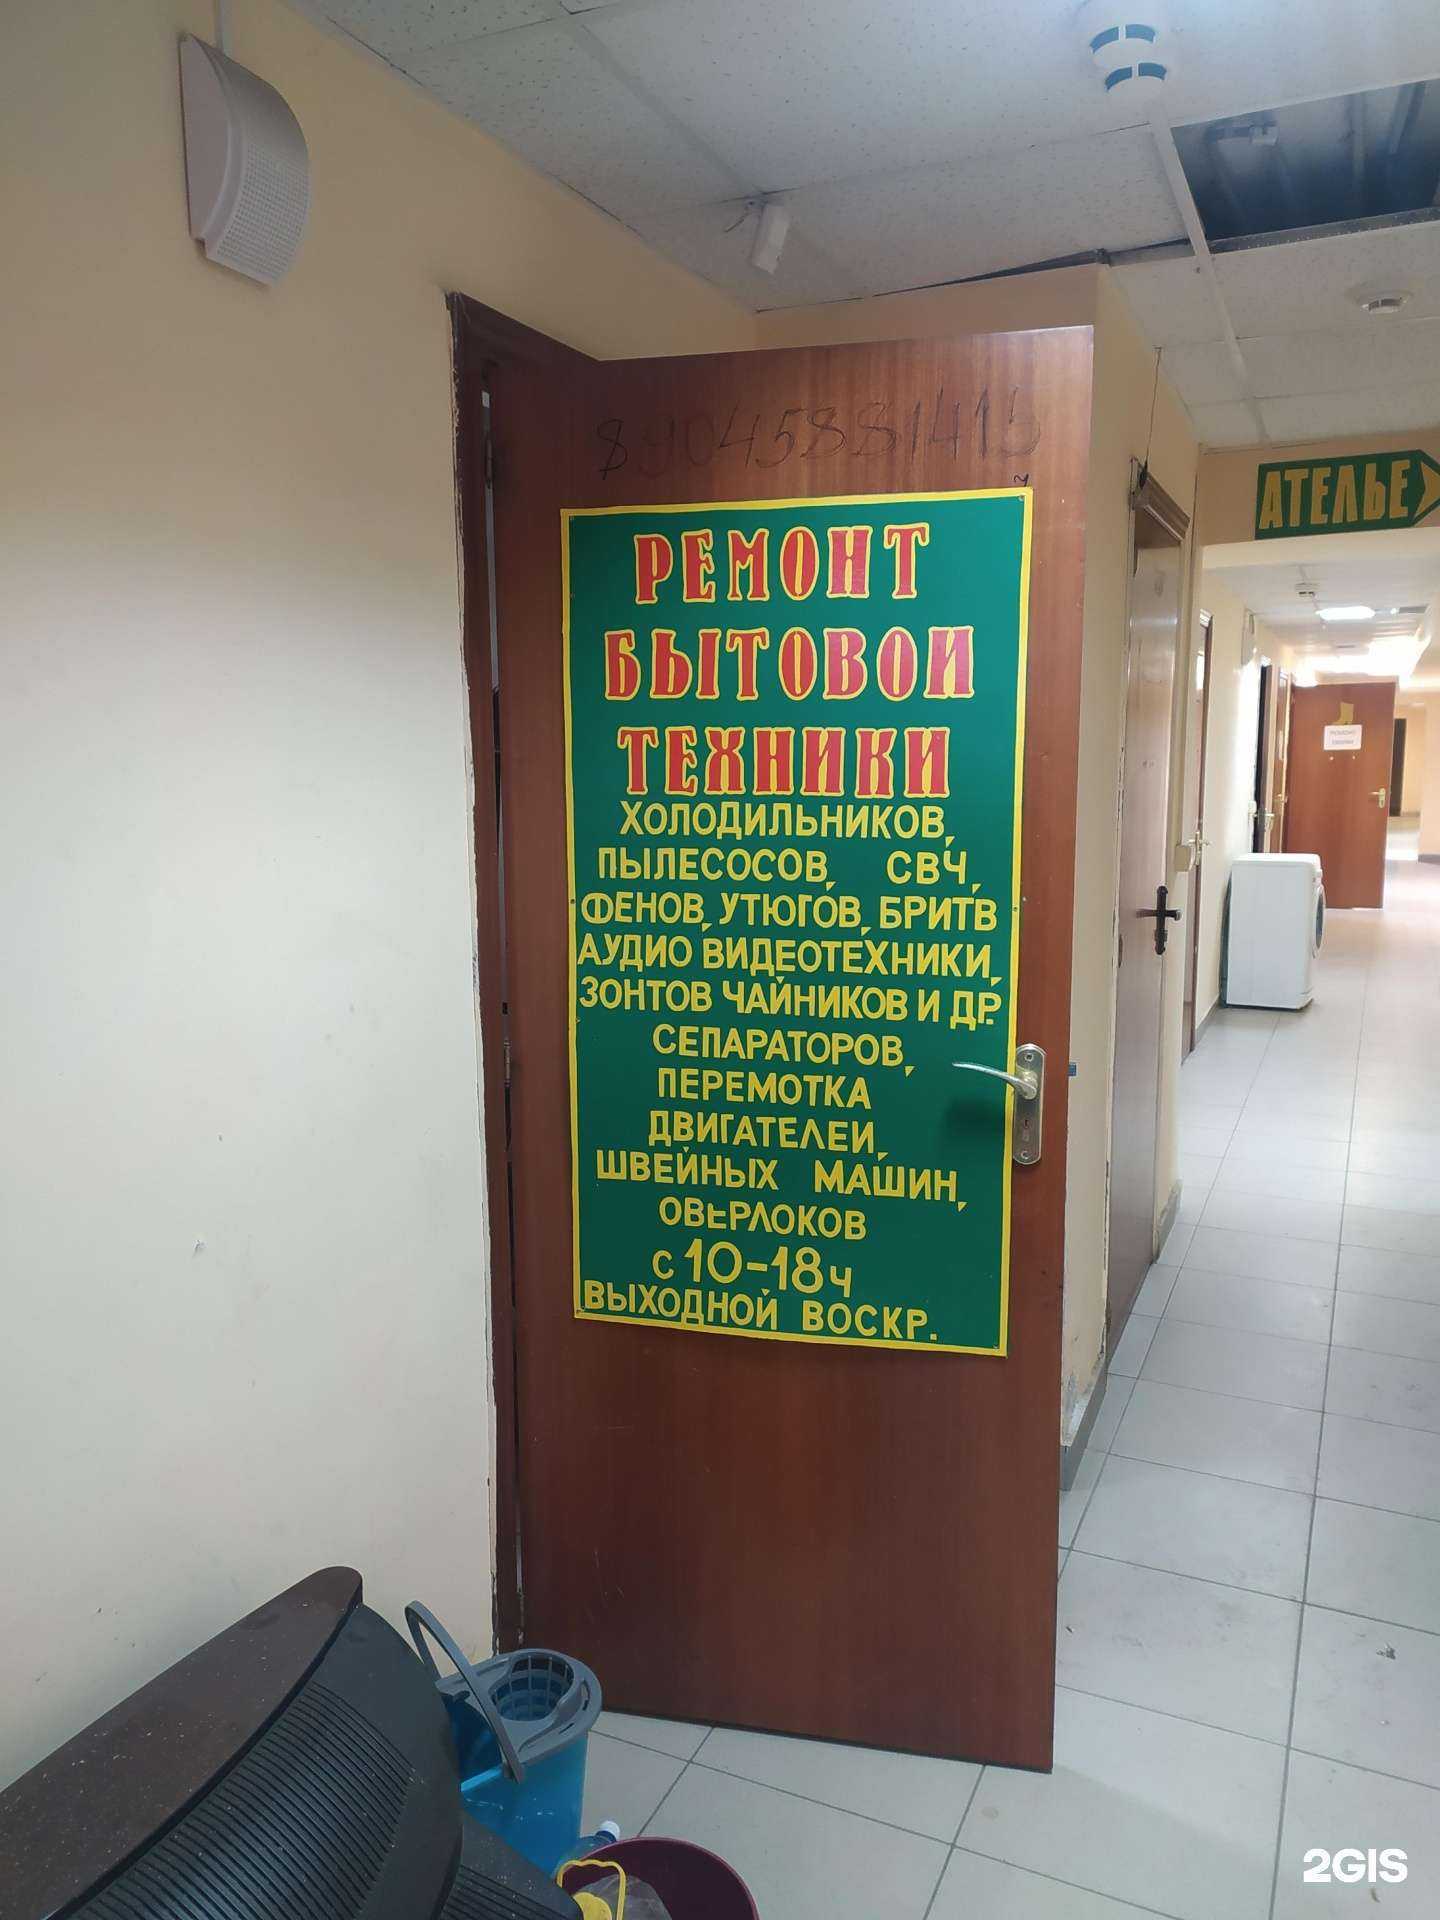 89045881415
РЕМОНТ
БЫТОВОИ
ТЕХНИКИ
ХОЛОДИЛЬНИКОВ,
ПЫЛЕСОСОВ, СВЧ,
ФЕНОВ, УТЮГОВ, БРИТВ
АУДИО, ВИДЕОТЕХНИКИ,
ЗОНТОВ ЧАЙНИКОВ И ДР.
СЕПАРАТОРОВ,
ПЕРЕМОТКА
ДВИГАТЕЛЕИ,
ШВЕЙНЫХ МАШИН,
ОВЕРЛОКОВ
с 10-18ч
ВЫХОДНОЙ ВОСКР.
АТЕЛЬЕ
2GIS